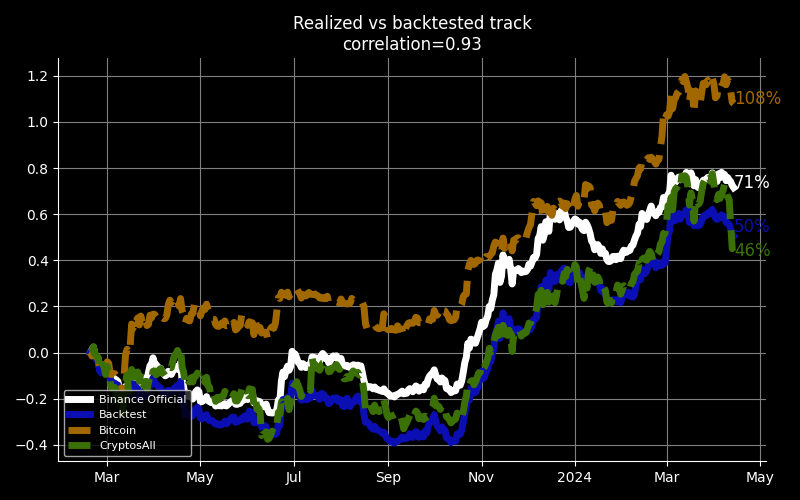 Realized vs backtested track
correlation=0.93
1.2
1.0
0.8
0.6
0.4
0.2
0.0
−0.2
−0.4
108%
71%
50%
46%
Binance Official
Backtest
Bitcoin
CryptosAll
Mar May Jul Sep Nov 2024 Mar May